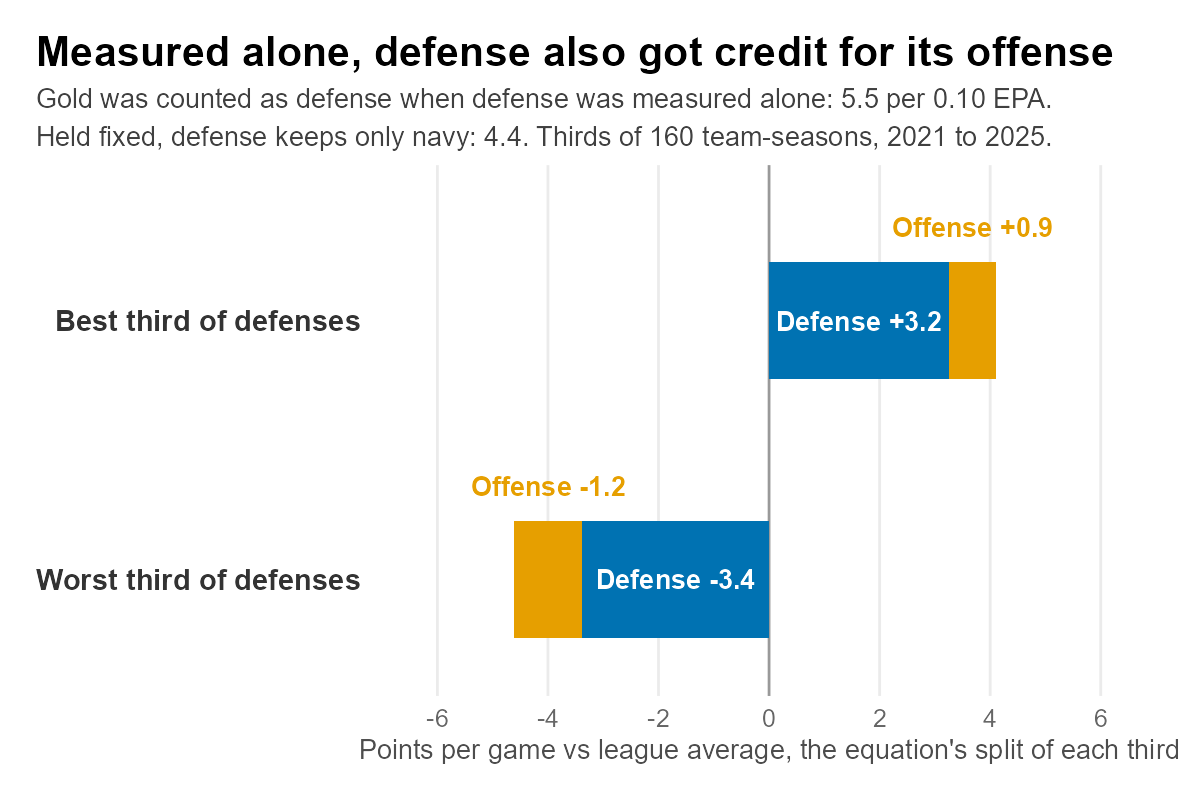 Measured alone, defense also got credit for its offense
Gold was counted as defense when defense was measured alone: 5.5 per 0.10 EPA.
Held fixed, defense keeps only navy: 4.4. Thirds of 160 team-seasons, 2021 to 2025.
Offense +0.9
Best third of defenses
Defense +3.2
Offense -1.2
Worst third of defenses
Defense -3.4
-6 -4 -2 0 2 4 6
Points per game vs league average, the equation's split of each third